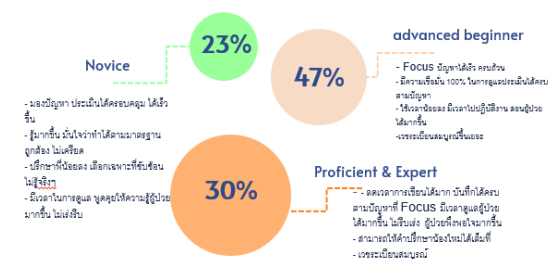 Novice
23%
- มองปัญหา ประเมินได้ครอบคลุม ได้เร็ว
ขึ้น
- รู้มากขึ้น มั่นใจว่าทำได้ตามมาตรฐาน
ถูกต้อง ไม่เครียด
- ปรึกษาพี่น้อยลง เลือกเฉพาะที่ซับซ้อน
ไม่รู้จริงๆ
- มีเวลาในการดูแล พูดคุยให้ความรู้ผู้ป่วย
มากขึ้น ไม่เร่งรีบ
47%
advanced beginner
- Focus ปัญหาได้เร็ว ครบถ้วน
- มีความเชื่อมั่น 100% ในการดูแลประเมินได้ครบ
ตามปัญหา
- ใช้เวลาน้อยลง มีเวลาไปปฏิบัติงาน สอนผู้ป่วย
ได้มากขึ้น
-เวชระเบียนสมบูรณ์ขึ้นเยอะ
30%
Proficient & Expert
- - ลดเวลาการเขียนได้มาก บันทึกได้ครบ
ตามปัญหาที่ Focus มีเวลาดูแลผู้ป่วย
ได้มากขึ้น ไม่รีบเร่ง ผู้ป่วยพึงพอใจมากขึ้น
- สามารถให้คำปรึกษาน้องใหม่ได้เต็มที่
- เวชระเบียนสมบูรณ์